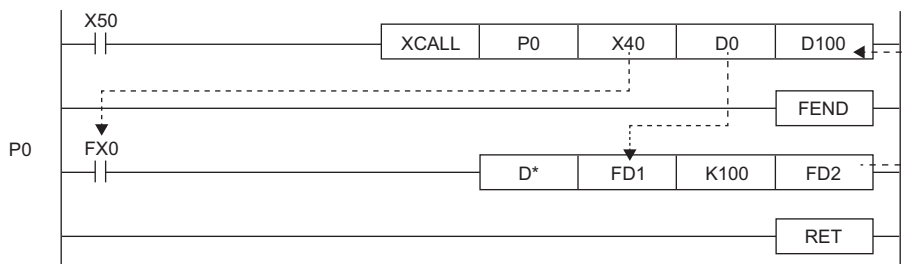 X50
XCALL P0 X40 D0 D100
FEND
P0 FX0
D* FD1 K100 FD2
RET